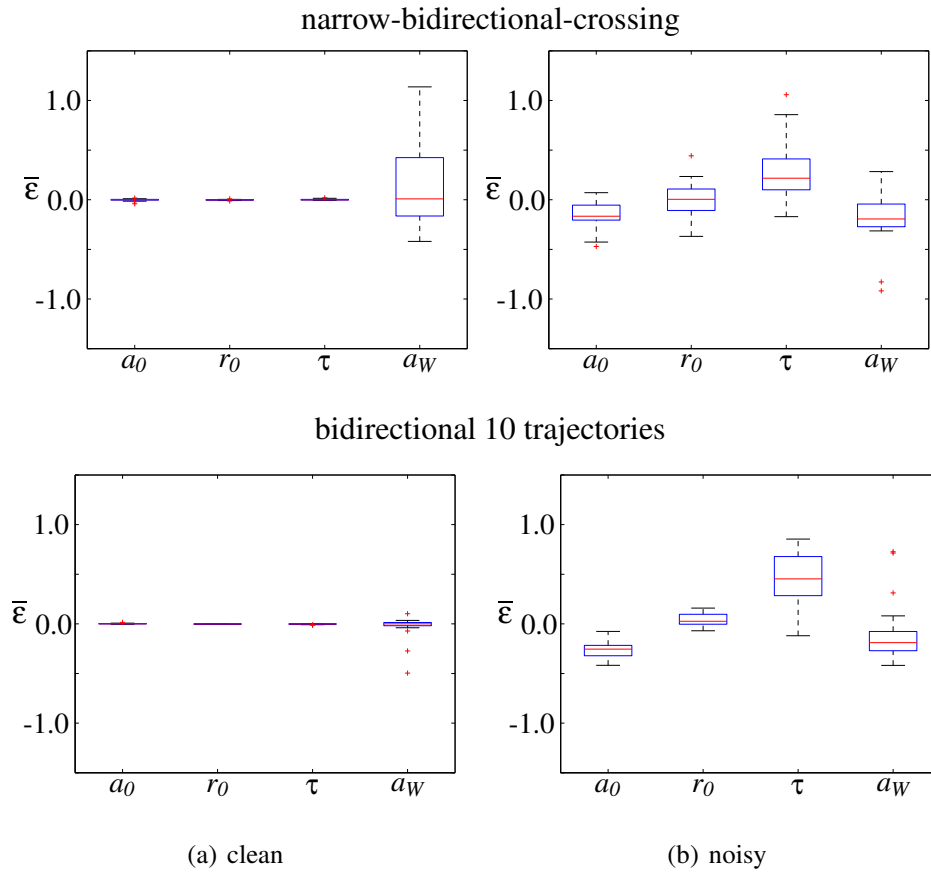 narrow-bidirectional-crossing
1.0
ε̄ 0.0
-1.0
a0 r0 τ aW
1.0
ε̄ 0.0
-1.0
a0 r0 τ aW
bidirectional 10 trajectories
1.0
ε̄ 0.0
-1.0
a0 r0 τ aW
1.0
ε̄ 0.0
-1.0
a0 r0 τ aW
(a) clean
(b) noisy